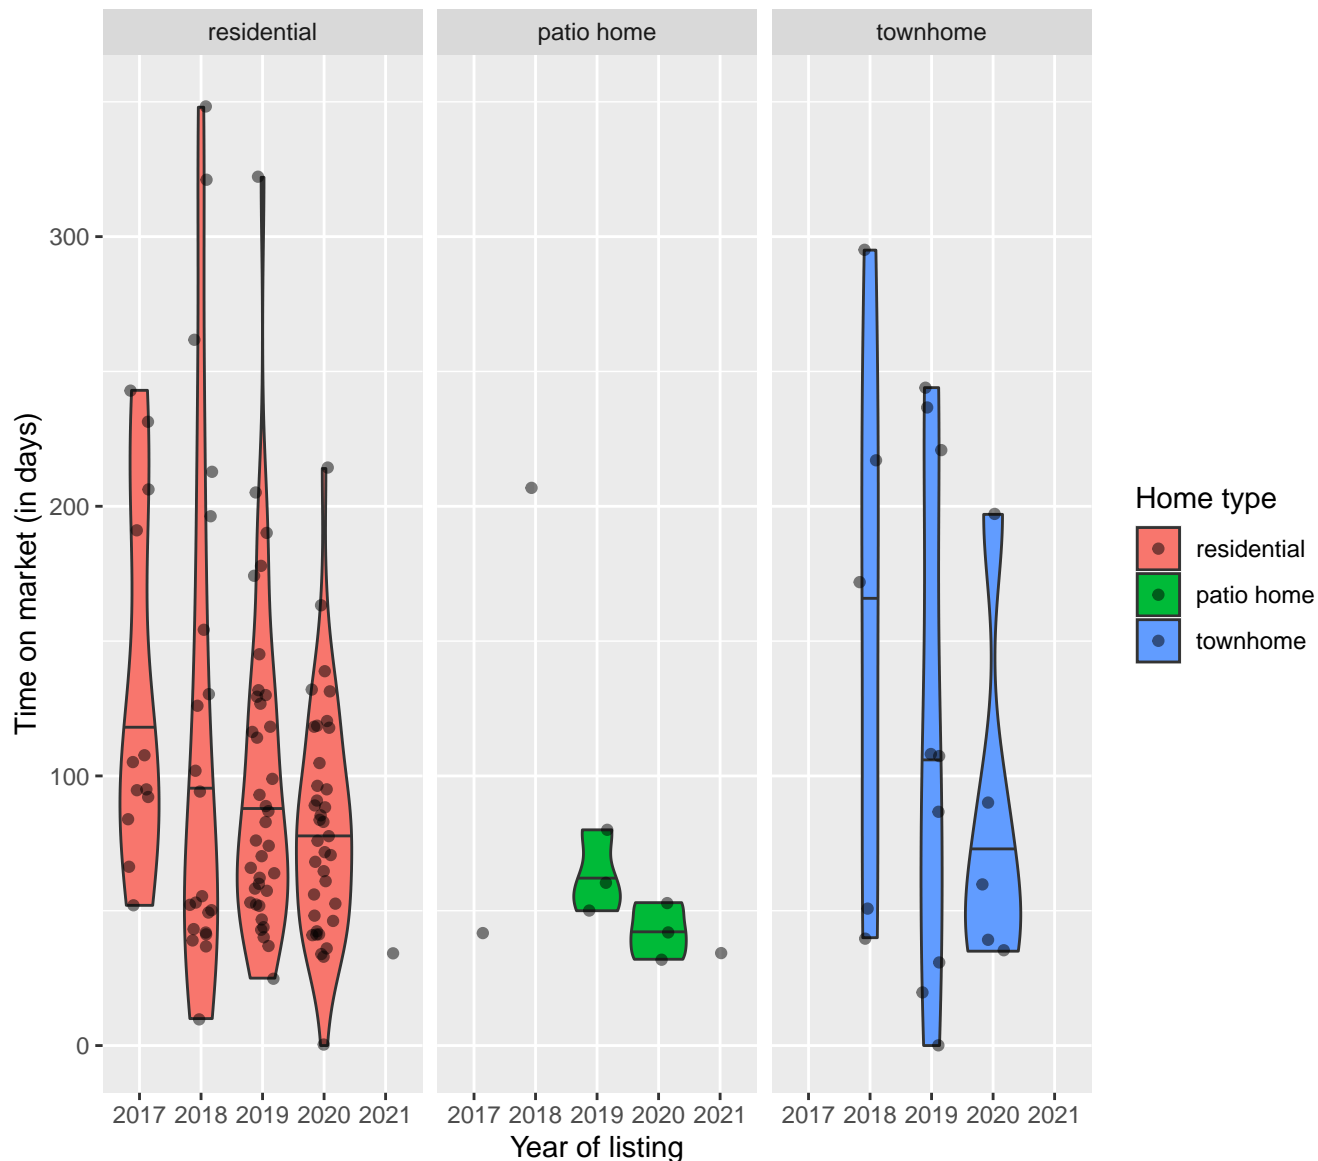 residential
patio home
townhome
Time on market (in days)
300
200
100
0
2017 2018 2019 2020 2021
2017 2018 2019 2020 2021
2017 2018 2019 2020 2021
Year of listing
Home type
residential
patio home
townhome